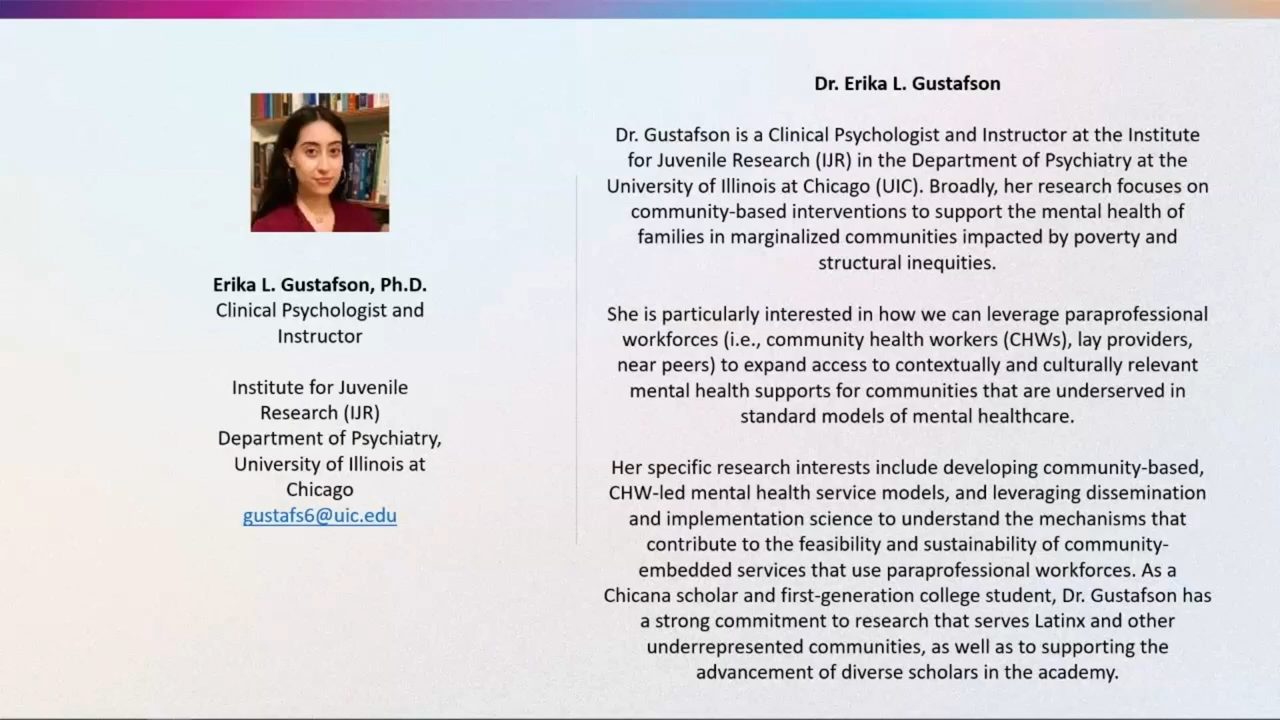 Erika L. Gustafson, Ph.D.
Clinical Psychologist and
Instructor
Institute for Juvenile
Research (IJR)
Department of Psychiatry,
University of Illinois at
Chicago
gustafs6@uic.edu
Dr. Erika L. Gustafson
Dr. Gustafson is a Clinical Psychologist and Instructor at the Institute
for Juvenile Research (IJR) in the Department of Psychiatry at the
University of Illinois at Chicago (UIC). Broadly, her research focuses on
community-based interventions to support the mental health of
families in marginalized communities impacted by poverty and
structural inequities.
She is particularly interested in how we can leverage paraprofessional
workforces (i.e., community health workers (CHWs), lay providers,
near peers) to expand access to contextually and culturally relevant
mental health supports for communities that are underserved in
standard models of mental healthcare.
Her specific research interests include developing community-based,
CHW-led mental health service models, and leveraging dissemination
and implementation science to understand the mechanisms that
contribute to the feasibility and sustainability of community-
embedded services that use paraprofessional workforces. As a
Chicana scholar and first-generation college student, Dr. Gustafson has
a strong commitment to research that serves Latinx and other
underrepresented communities, as well as to supporting the
advancement of diverse scholars in the academy.